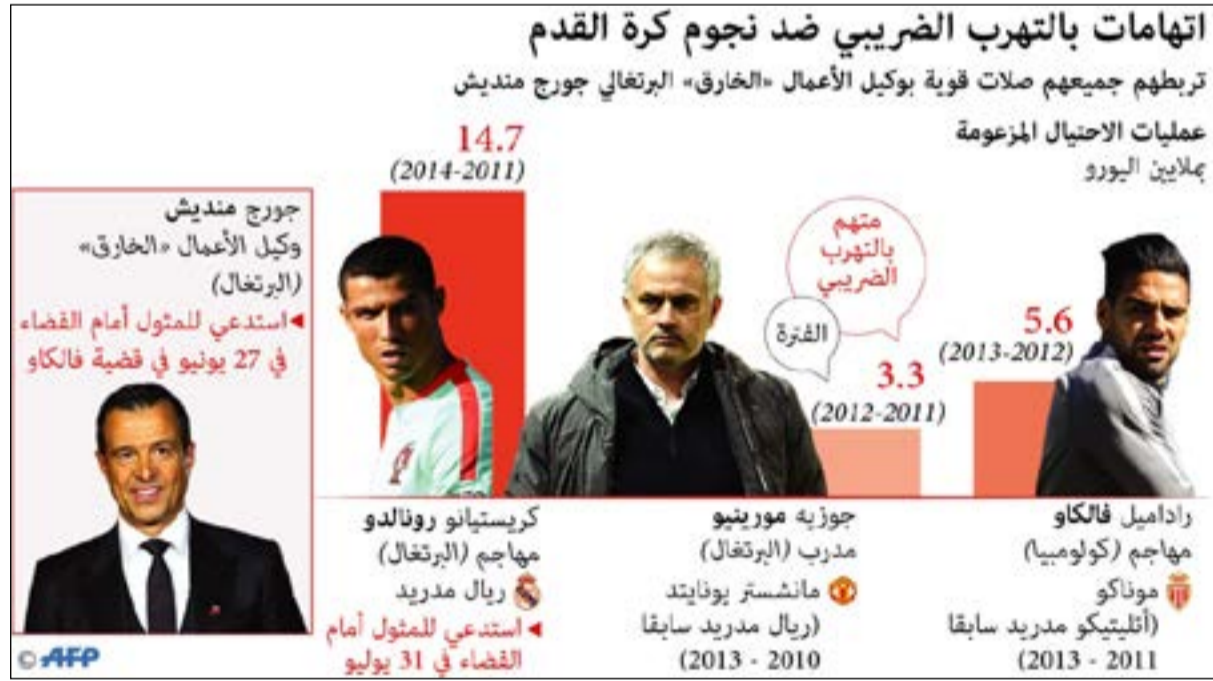 اتهامات بالتهرب الضريبي ضد نجوم كرة القدم
تربطهم جميعهم صلات قوية بوكيل الأعمال «الخارق» البرتغالي جورج منديش
عمليات الاحتيال المزعومة
بملايين اليورو
متهم
بالتهرب
الضريبي
الفترة
5.6
(2013-2012)
راداميل فالكاو
مهاجم (كولومبيا)
موناكو
(أتليتيكو مدريد سابقا
2011 - 2013)
3.3
(2012-2011)
جوزيه مورينيو
مدرب (البرتغال)
مانشستر يونايتد
(ريال مدريد سابقا
2010 - 2013)
14.7
(2014-2011)
كريستيانو رونالدو
مهاجم (البرتغال)
ريال مدريد
◄ استدعي للمثول أمام
القضاء في 31 يوليو
جورج منديش
وكيل الأعمال «الخارق»
(البرتغال)
◄استدعي للمثول أمام القضاء
في 27 يونيو في قضية فالكاو
© AFP